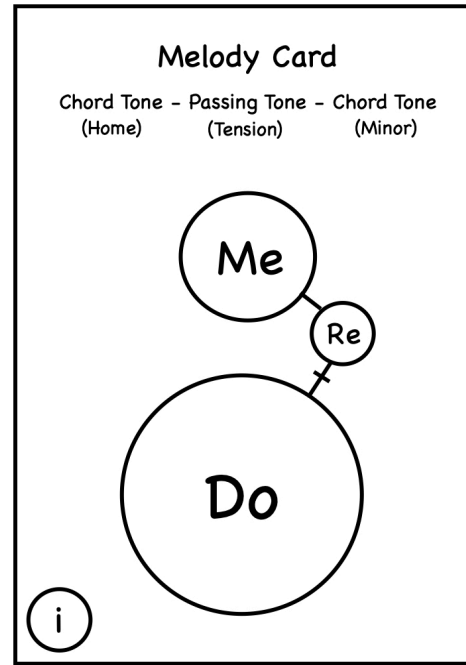 Melody Card
Chord Tone - Passing Tone - Chord Tone
(Home) (Tension) (Minor)
Me
Re
Do
i